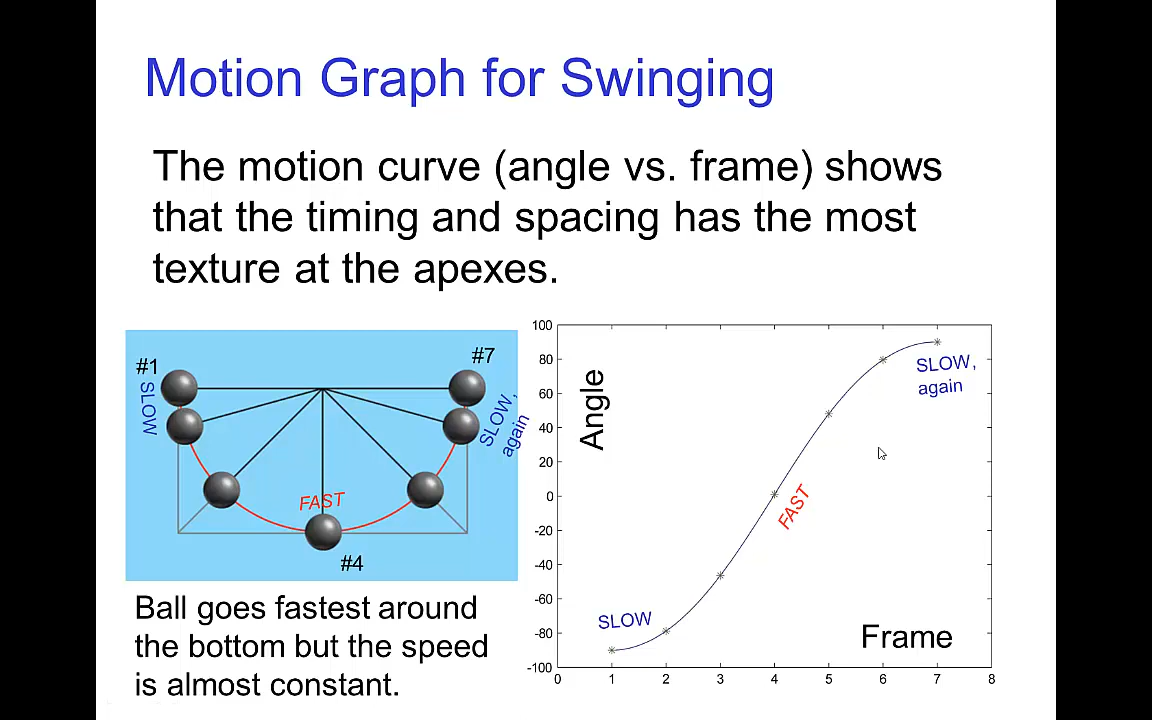 Motion Graph for Swinging
The motion curve (angle vs. frame) shows
that the timing and spacing has the most
texture at the apexes.
#1
#7
SLOW
SLOW,
again
FAST
#4
Ball goes fastest around
the bottom but the speed
is almost constant.
100
80
60
40
20
0
-20
-40
-60
-80
-100
Angle
SLOW,
again
FAST
SLOW
Frame
0 1 2 3 4 5 6 7 8